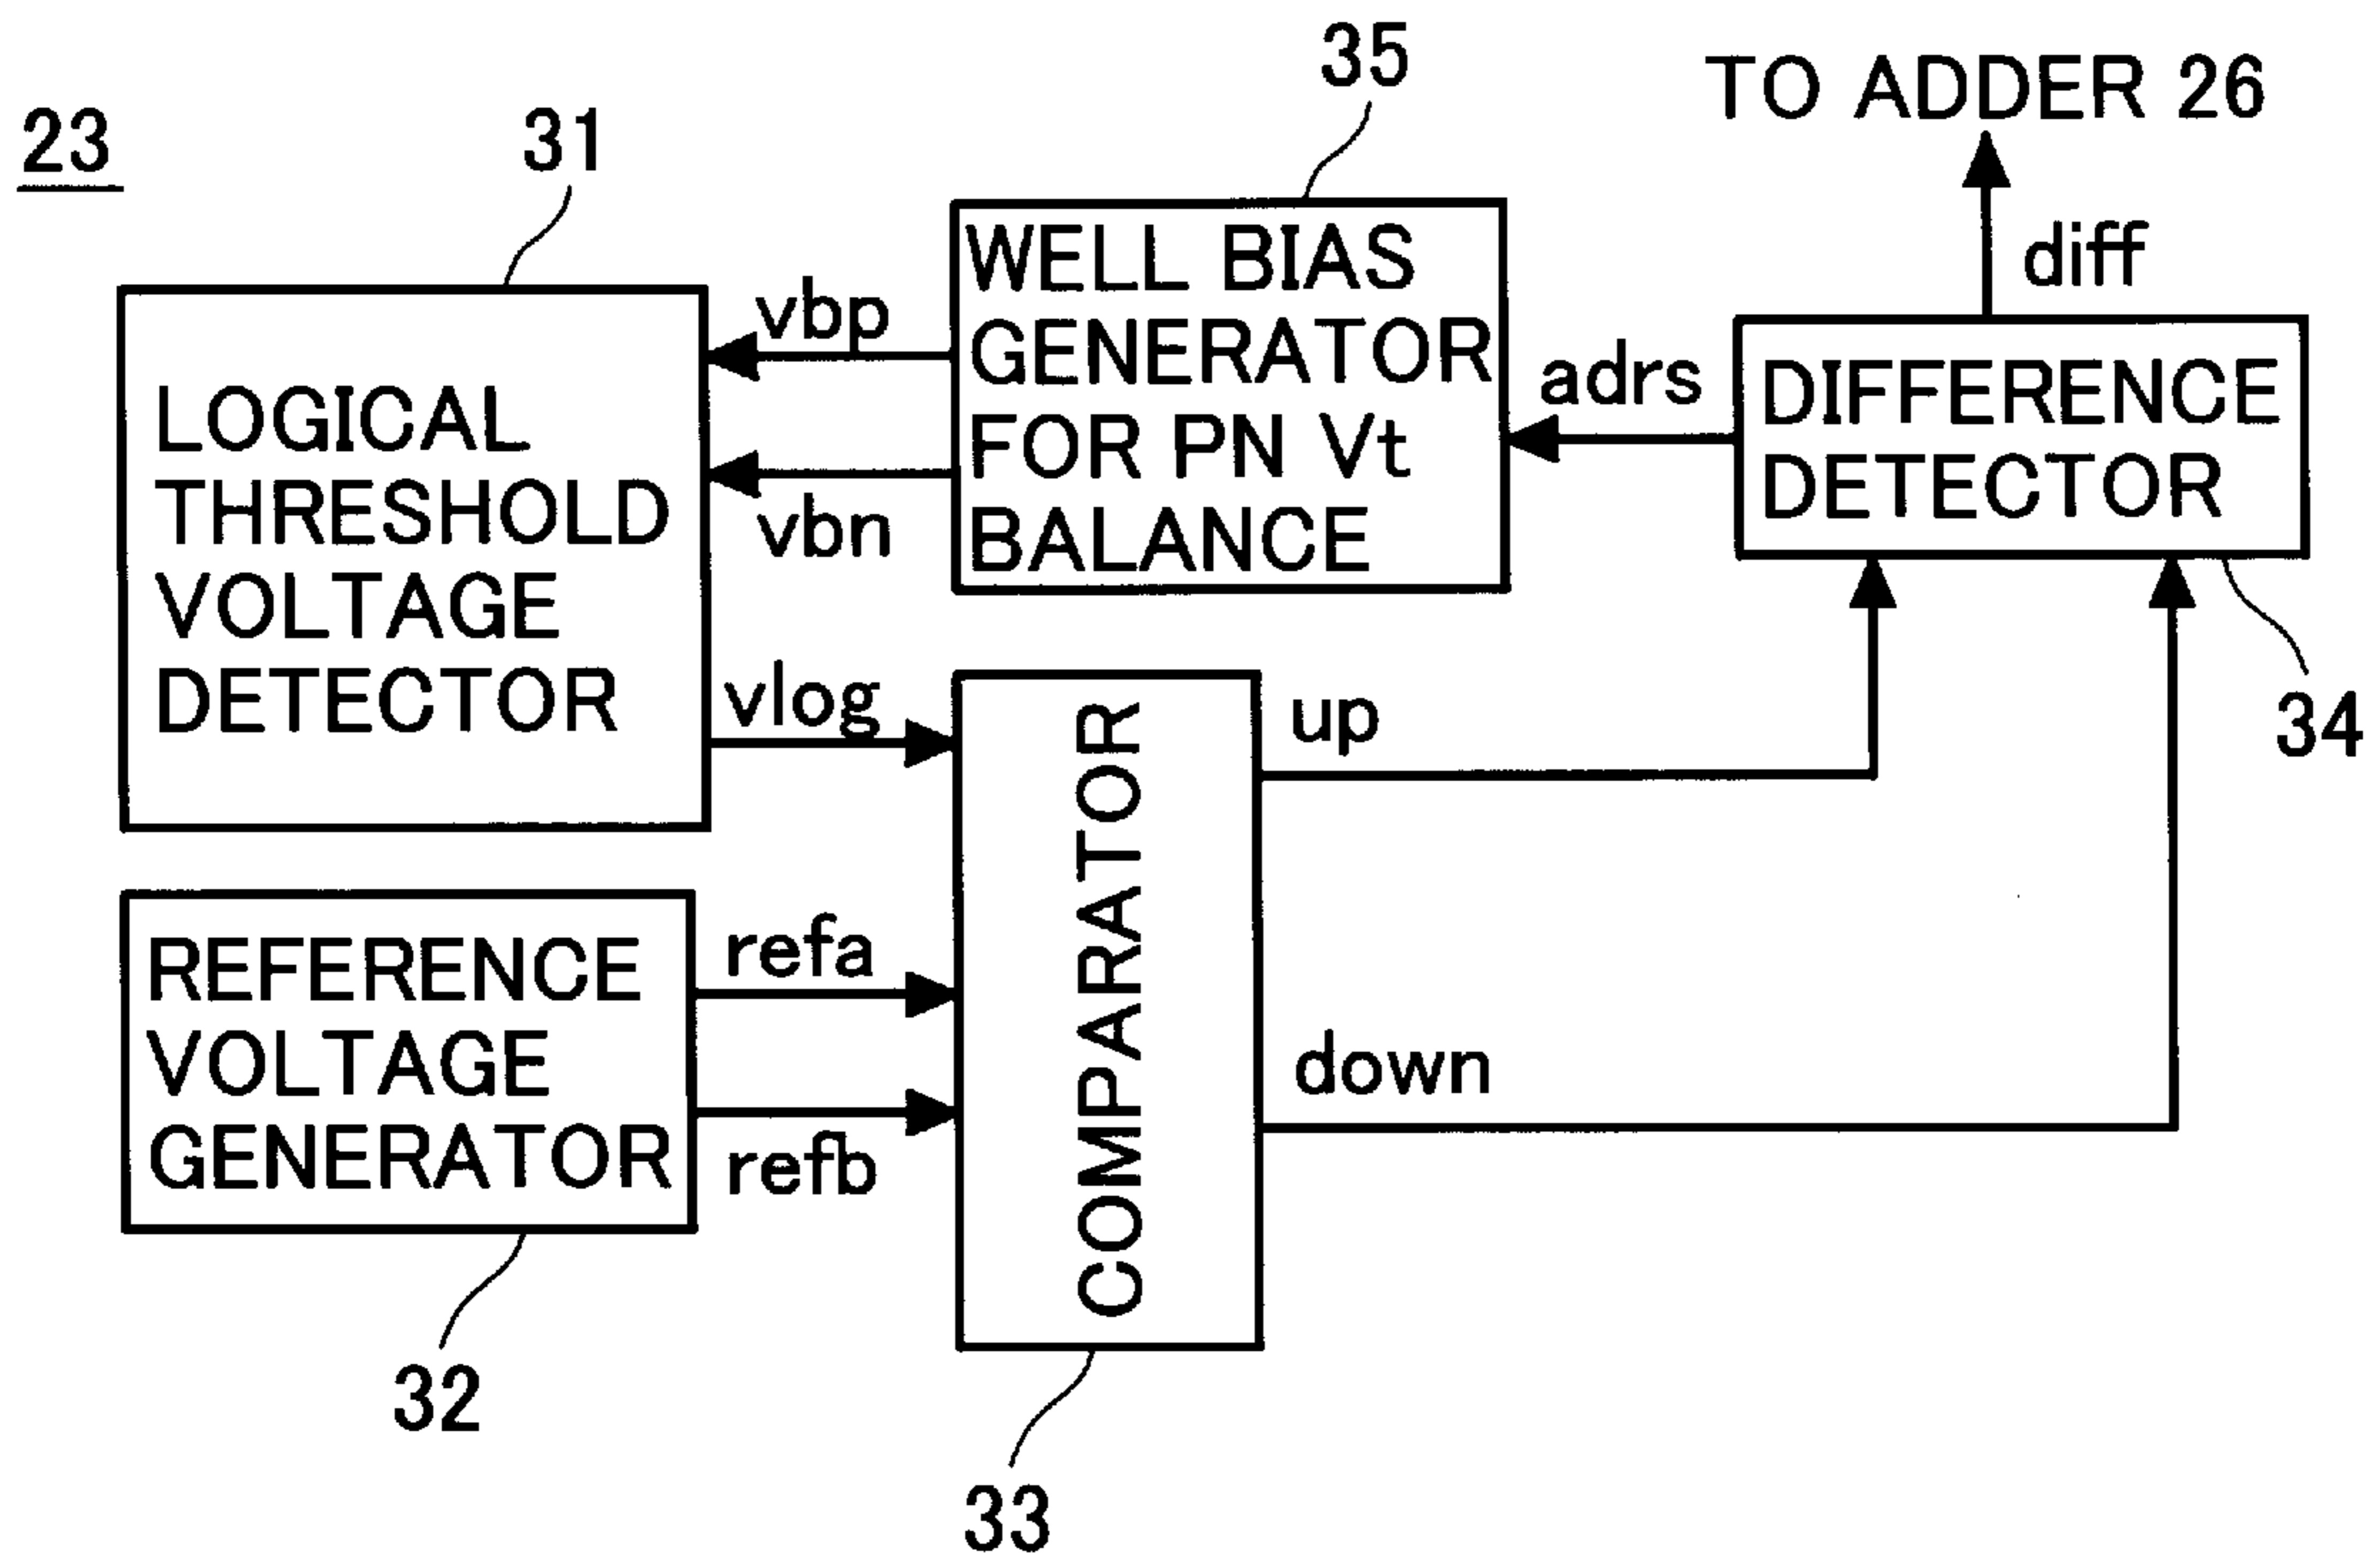 23
31
35
TO ADDER 26
diff
LOGICAL
THRESHOLD
VOLTAGE
DETECTOR
vbp
vbn
WELL BIAS
GENERATOR
FOR PN Vt
BALANCE
adrs
DIFFERENCE
DETECTOR
34
vlog
up
REFERENCE
VOLTAGE
GENERATOR
refa
refb
COMPARATOR
down
32
33